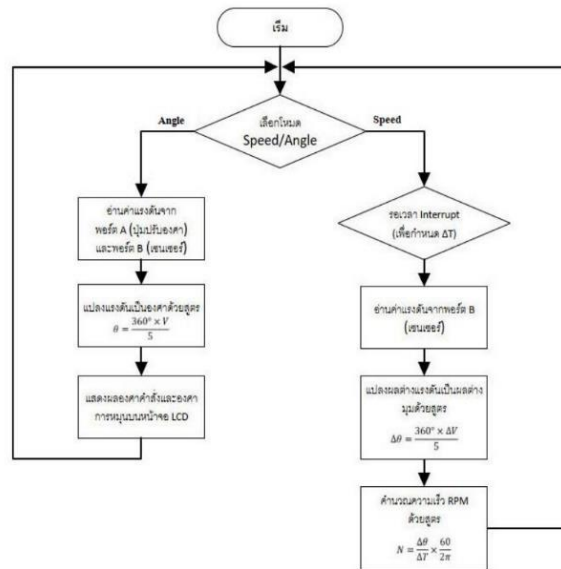 เริ่ม
เลือกโหมด
Speed/Angle
Angle
Speed
อ่านค่าแรงดันจาก
พอร์ต A (ปุ่มปรับองศา)
และพอร์ต B (เซนเซอร์)
แปลงแรงดันเป็นองศาด้วยสูตร
θ = 360° × V / 5
แสดงผลองศาคำสั่งและองศา
การหมุนบนหน้าจอ LCD
รอเวลา Interrupt
(เพื่อกำหนด ΔT)
อ่านค่าแรงดันจากพอร์ต B
(เซนเซอร์)
แปลงผลต่างแรงดันเป็นผลต่าง
มุมด้วยสูตร
Δθ = 360° × ΔV / 5
คำนวณความเร็ว RPM
ด้วยสูตร
N = Δθ / ΔT × 60 / 2π